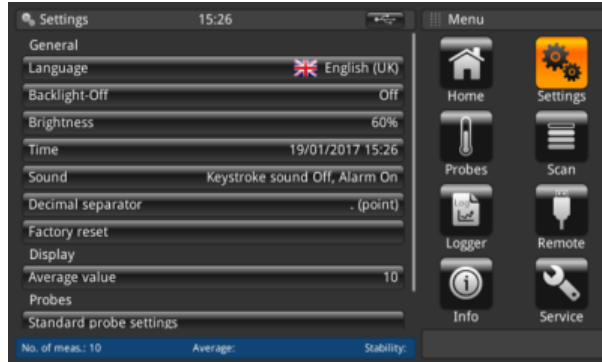 Settings 15:26
General
Language English (UK)
Backlight-Off Off
Brightness 60%
Time 19/01/2017 15:26
Sound Keystroke sound Off, Alarm On
Decimal separator . (point)
Factory reset
Display
Average value 10
Probes
Standard probe settings
No. of meas.: 10 Average: Stability:
Menu
Home Settings
Probes Scan
Log
Logger Remote
Info Service